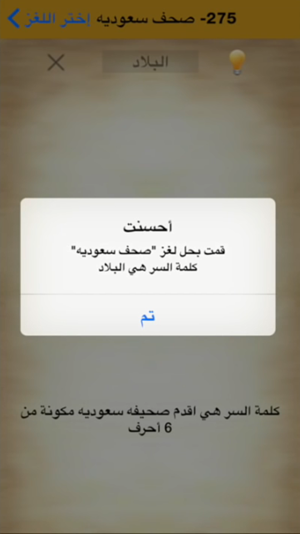 275- صحف سعوديه إختر اللغز
البلاد
أحسنت
قمت بحل لغز "صحف سعوديه"
كلمة السر هي البلاد
تم
كلمة السر هي اقدم صحيفه سعوديه مكونة من
6 أحرف